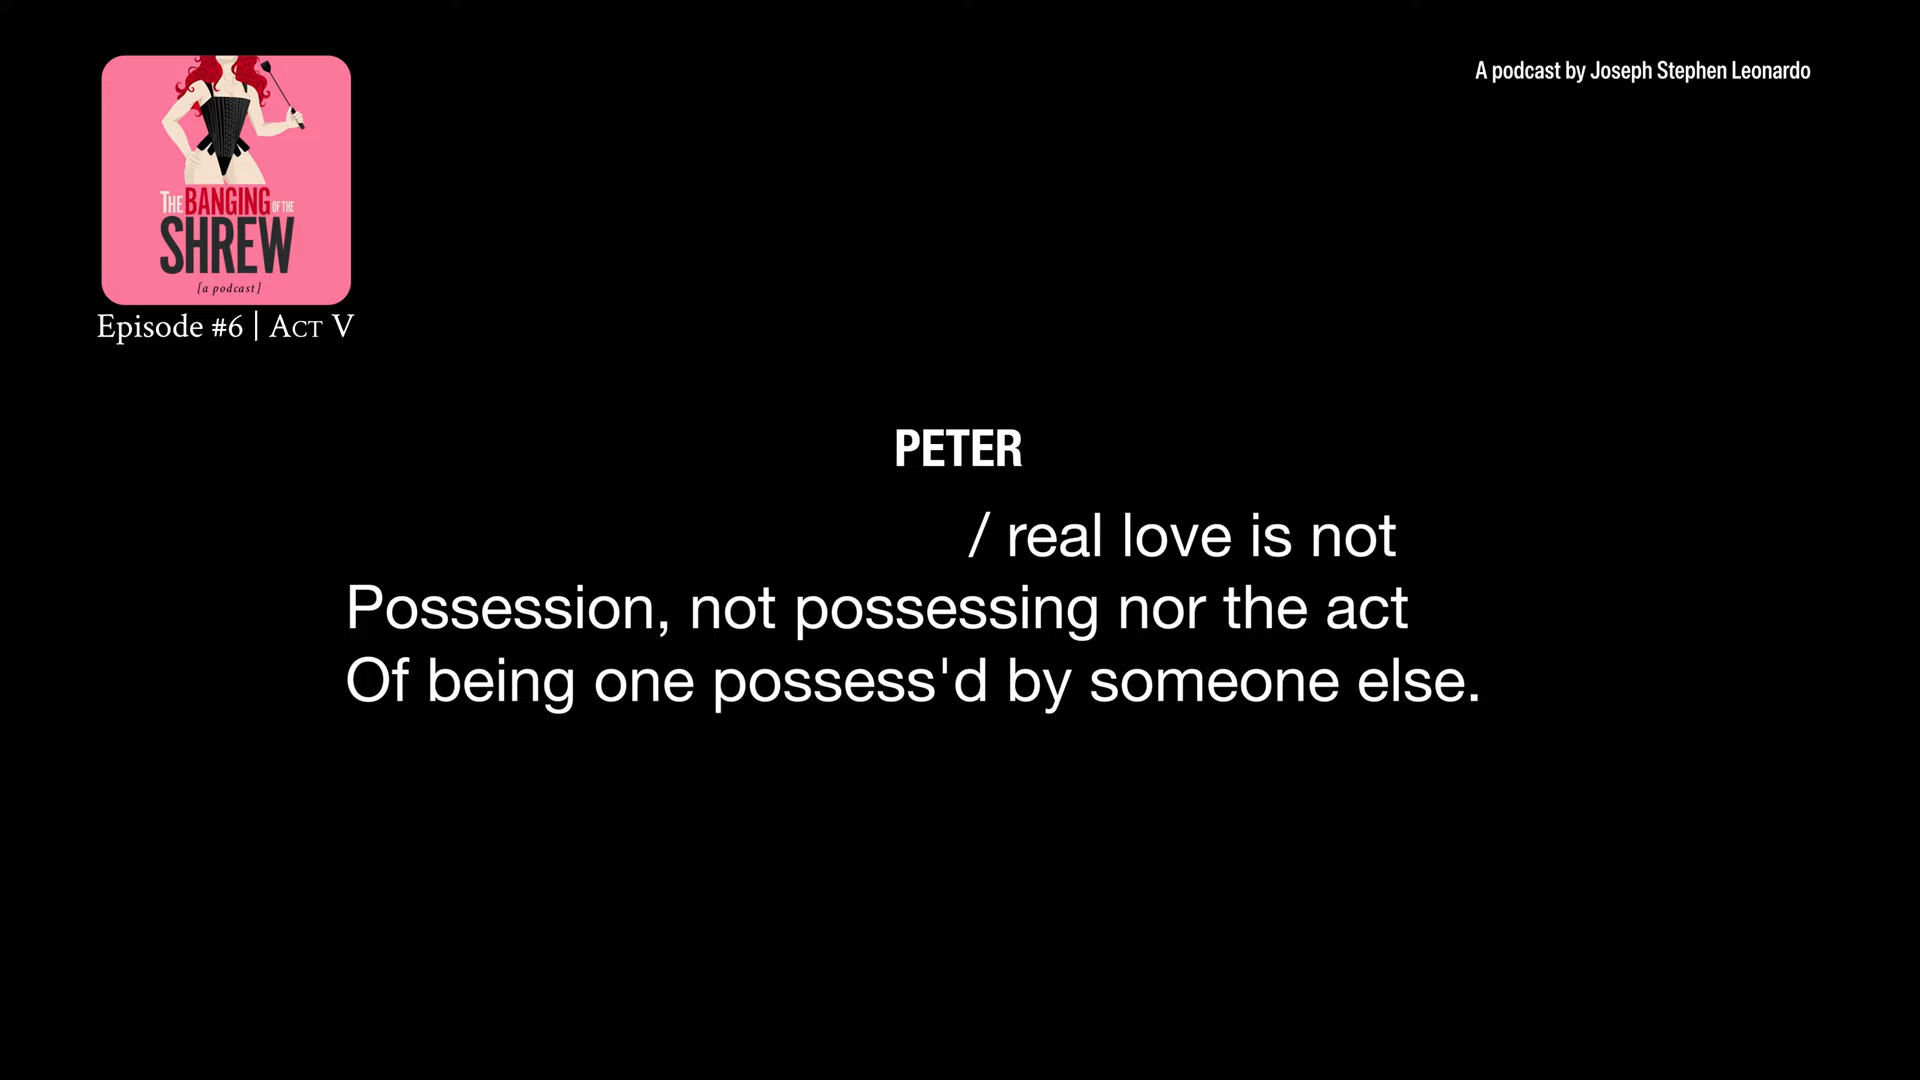 A podcast by Joseph Stephen Leonardo
THE BANGING OF THE
SHREW
[a podcast]
Episode #6 | ACT V
PETER
/ real love is not
Possession, not possessing nor the act
Of being one possess'd by someone else.